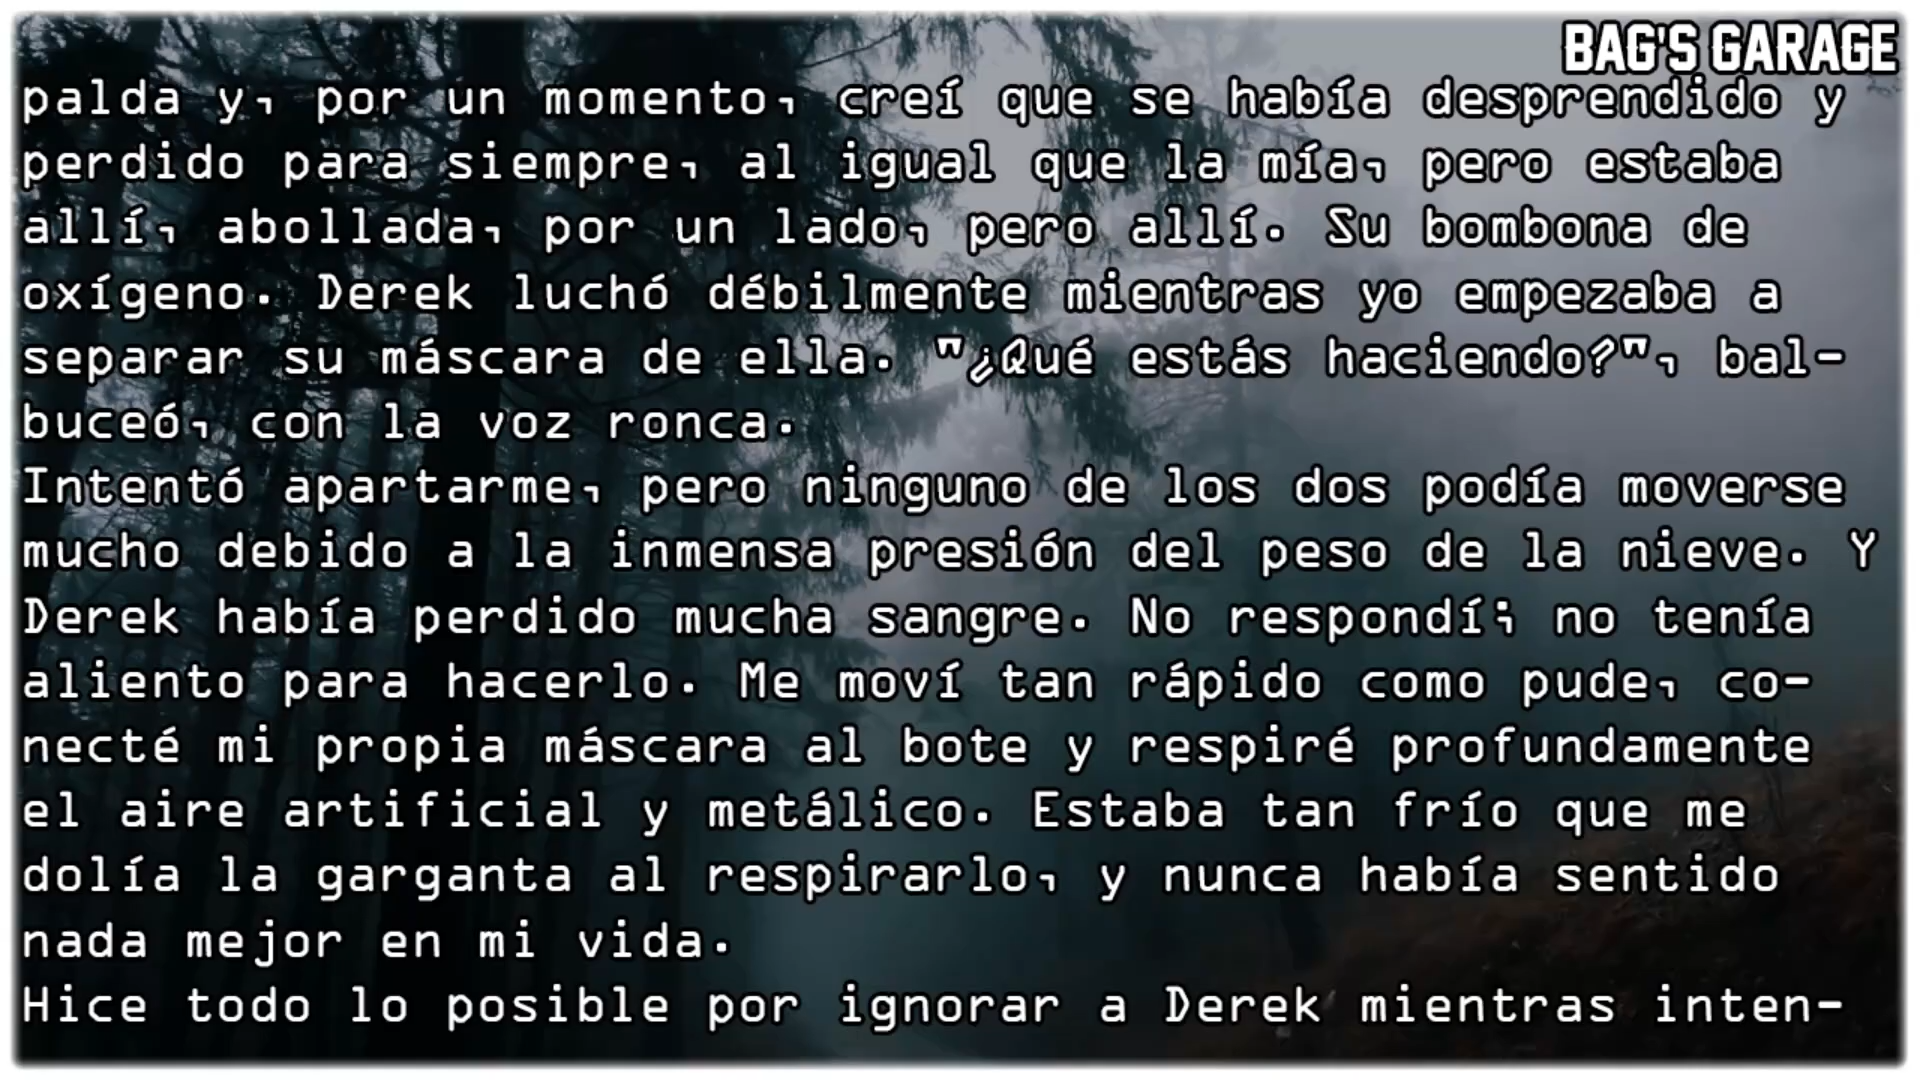 BAG'S GARAGE
palda y, por un momento, creí que se había desprendido y
perdido para siempre, al igual que la mía, pero estaba
allí, abollada, por un lado, pero allí. Su bombona de
oxígeno. Derek luchó débilmente mientras yo empezaba a
separar su máscara de ella. "¿Qué estás haciendo?", bal-
buceó, con la voz ronca.
Intentó apartarme, pero ninguno de los dos podía moverse
mucho debido a la inmensa presión del peso de la nieve. Y
Derek había perdido mucha sangre. No respondí; no tenía
aliento para hacerlo. Me moví tan rápido como pude, co-
necté mi propia máscara al bote y respiré profundamente
el aire artificial y metálico. Estaba tan frío que me
dolía la garganta al respirarlo, y nunca había sentido
nada mejor en mi vida.
Hice todo lo posible por ignorar a Derek mientras inten-